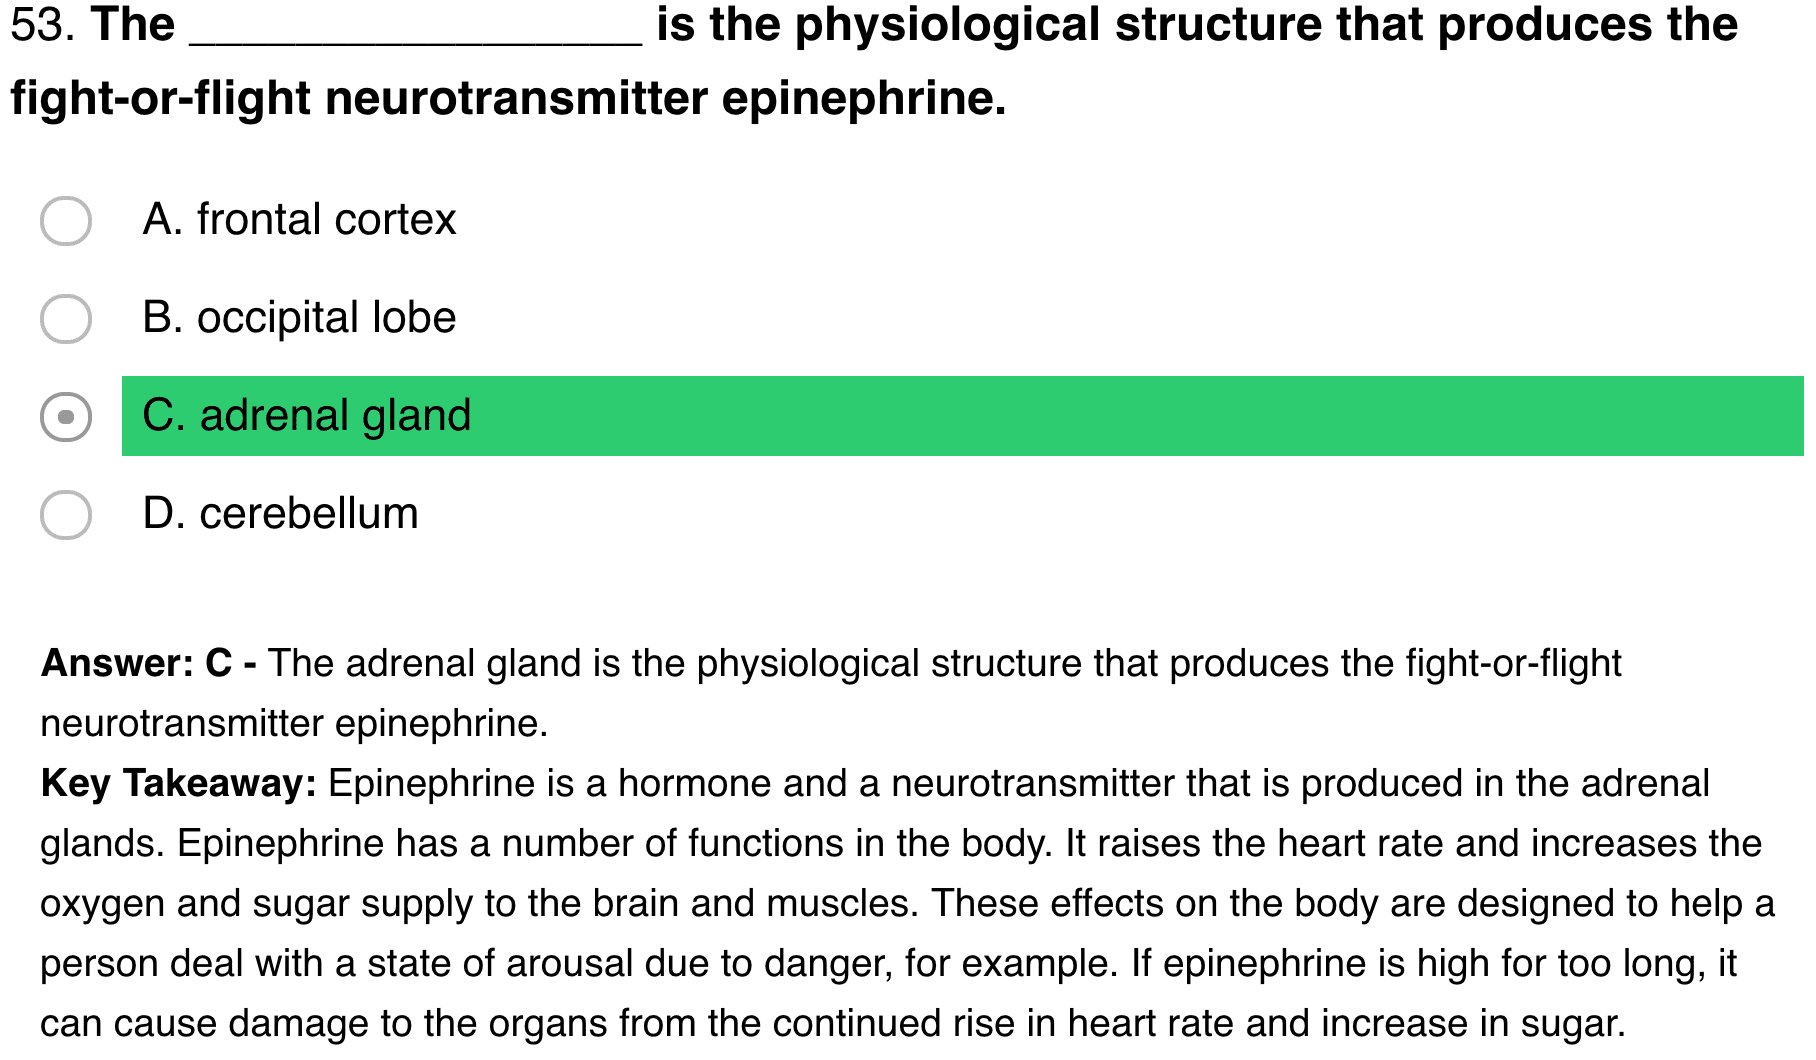 53. The _________________ is the physiological structure that produces the
fight-or-flight neurotransmitter epinephrine.
A. frontal cortex
B. occipital lobe
C. adrenal gland
D. cerebellum
Answer: C - The adrenal gland is the physiological structure that produces the fight-or-flight
neurotransmitter epinephrine.
Key Takeaway: Epinephrine is a hormone and a neurotransmitter that is produced in the adrenal
glands. Epinephrine has a number of functions in the body. It raises the heart rate and increases the
oxygen and sugar supply to the brain and muscles. These effects on the body are designed to help a
person deal with a state of arousal due to danger, for example. If epinephrine is high for too long, it
can cause damage to the organs from the continued rise in heart rate and increase in sugar.